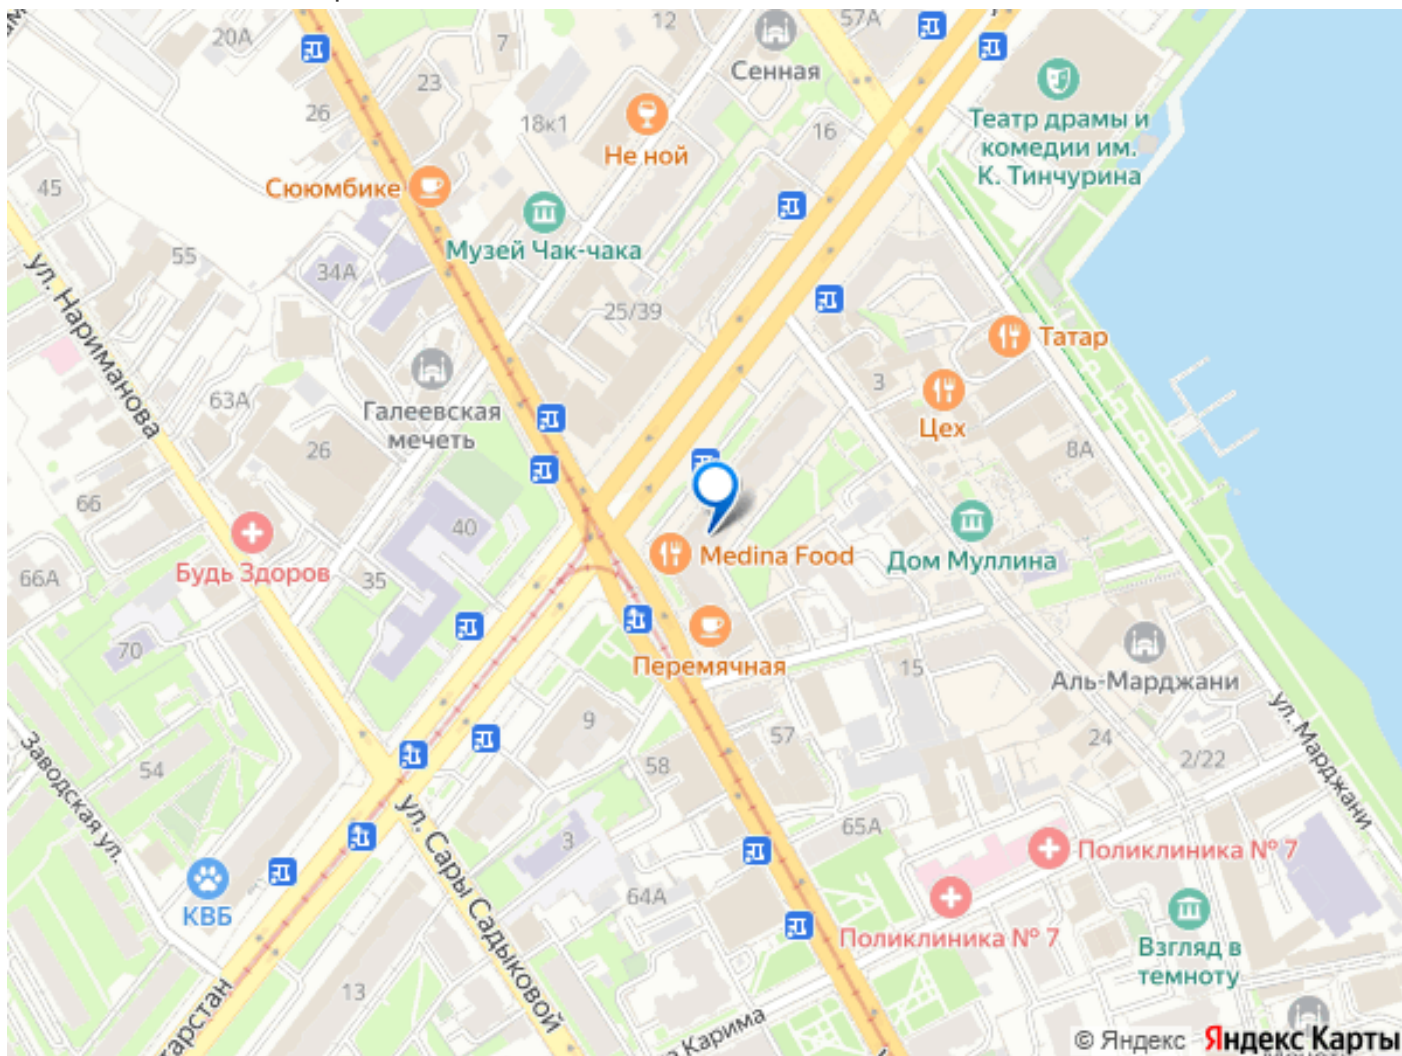 20А
12
57А
7
Сенная
23
26
18к1
Не ной
16
Театр драмы и
комедии им.
К. Тинчурина
45
Сююмбике
Музей Чак-чака
55
34А
ул. Нариманова
25/39
Татар
3
63А
Галеевская
мечеть
Цех
8А
26
66
40
Medina Food
Дом Муллина
Будь Здоров
66А
35
70
Перемячная
15
Аль-Марджани
ул. Марджани
9
57
24
2/22
58
54
Заводская ул.
ул. Сары Садыковой
3
65А
Поликлиника № 7
64А
КВБ
Поликлиника № 7
Взгляд в
темноту
13
Карима
© Яндекс Яндекс Карты